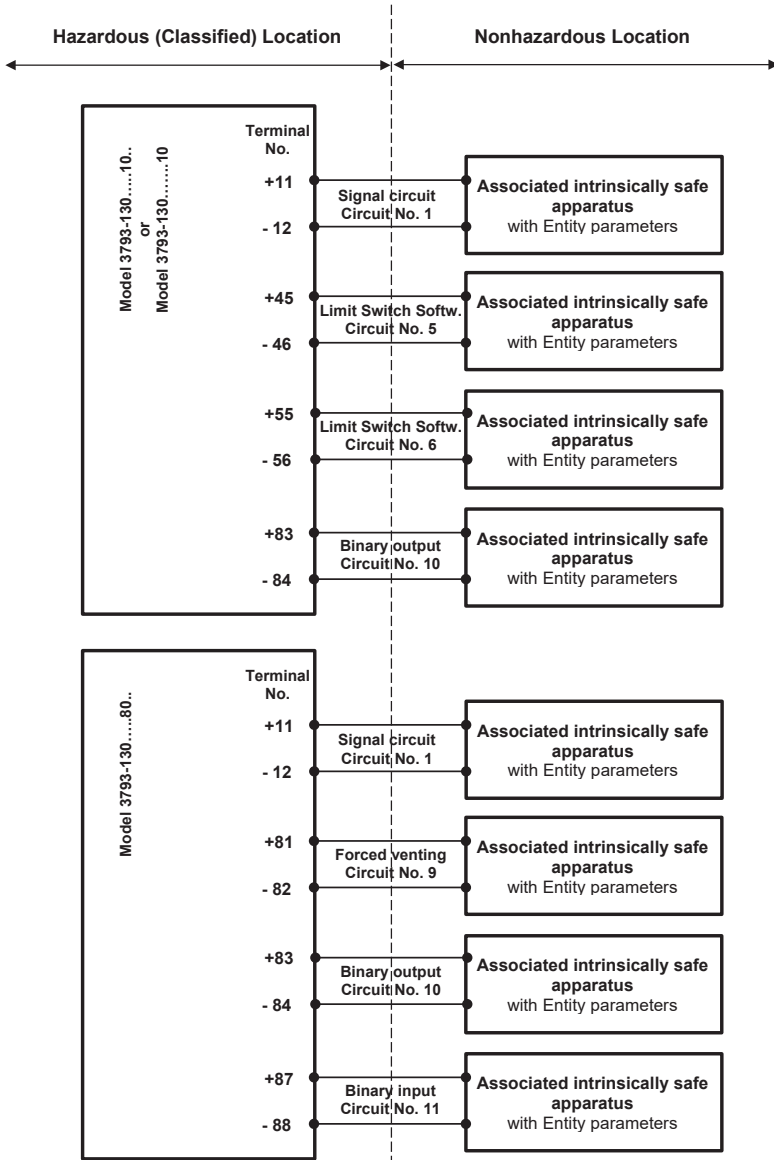 Hazardous (Classified) Location
Nonhazardous Location
Model 3793-130.....10..
or
Model 3793-130........10
Terminal
No.
+11
- 12
Signal circuit
Circuit No. 1
Associated intrinsically safe
apparatus
with Entity parameters
+45
- 46
Limit Switch Softw.
Circuit No. 5
Associated intrinsically safe
apparatus
with Entity parameters
+55
- 56
Limit Switch Softw.
Circuit No. 6
Associated intrinsically safe
apparatus
with Entity parameters
+83
- 84
Binary output
Circuit No. 10
Associated intrinsically safe
apparatus
with Entity parameters
Model 3793-130.....80..
Terminal
No.
+11
- 12
Signal circuit
Circuit No. 1
Associated intrinsically safe
apparatus
with Entity parameters
+81
- 82
Forced venting
Circuit No. 9
Associated intrinsically safe
apparatus
with Entity parameters
+83
- 84
Binary output
Circuit No. 10
Associated intrinsically safe
apparatus
with Entity parameters
+87
- 88
Binary input
Circuit No. 11
Associated intrinsically safe
apparatus
with Entity parameters